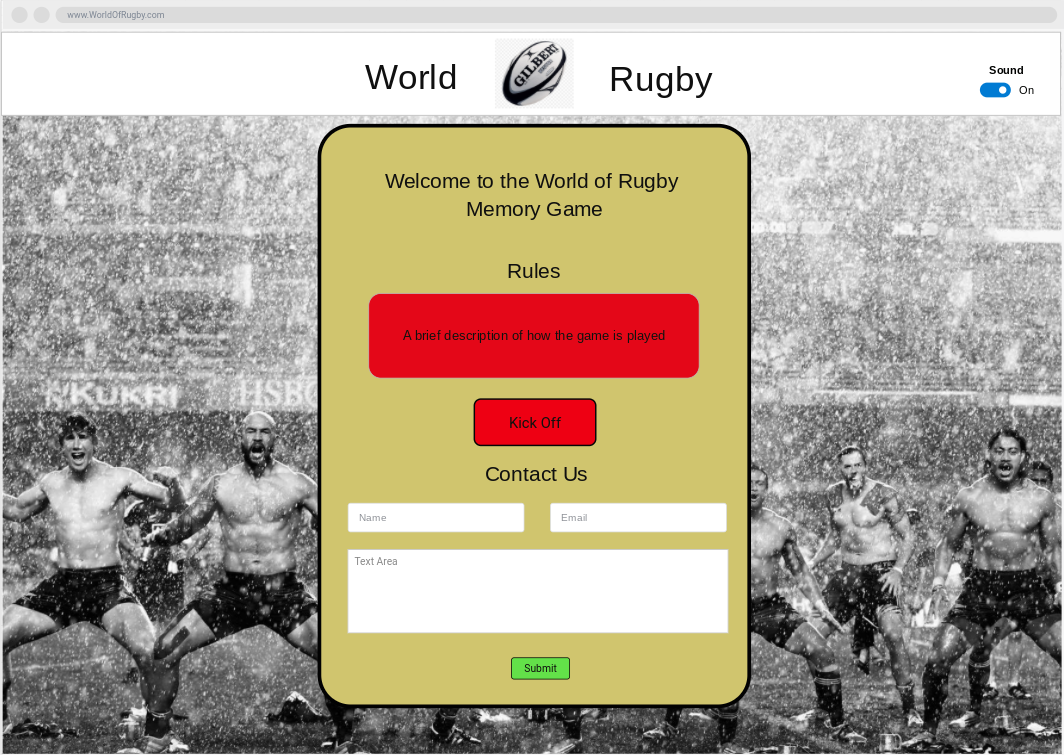 www.WorldOfRugby.com
World
GILBERT
Rugby
Sound
On
Welcome to the World of Rugby
Memory Game
Rules
A brief description of how the game is played
KUKRI
HSBC
Kick Off
Contact Us
Name
Email
Text Area
Submit